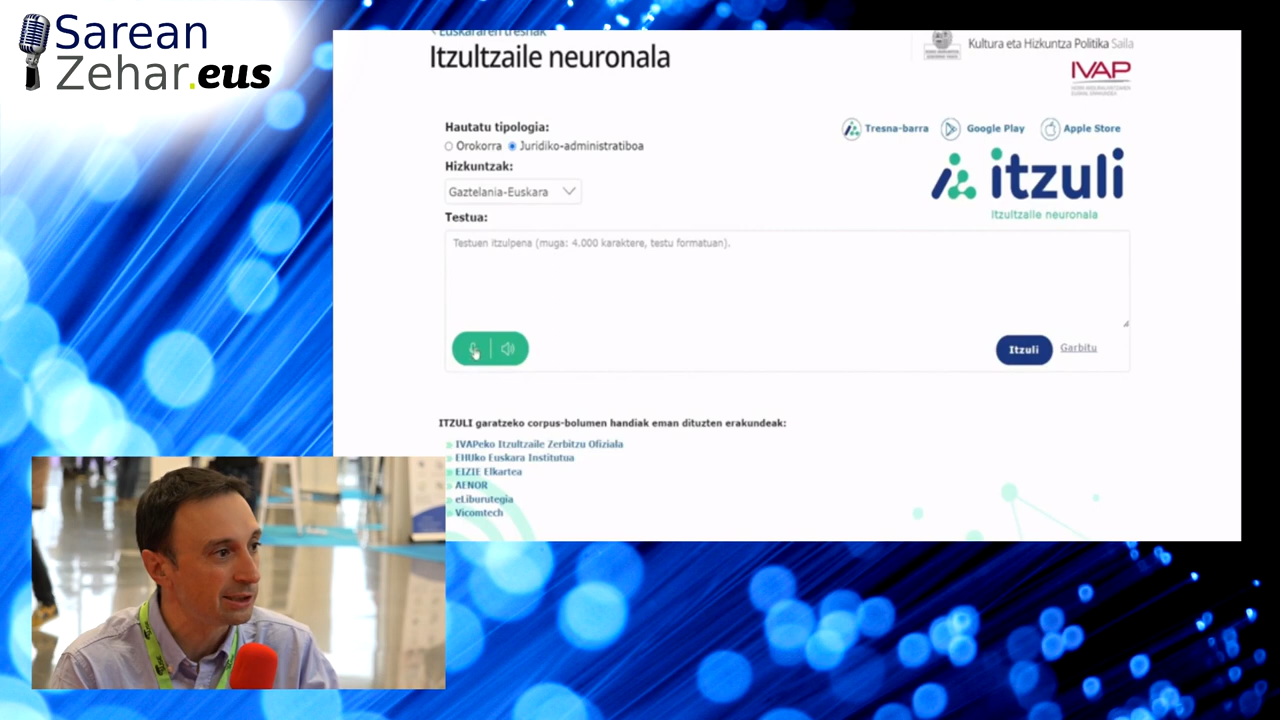 Sarean
Zehar.eus
‹ Euskararen tresnak
Itzultzaile neuronala
Kultura eta Hizkuntza Politika Saila
IVAP
Hautatu tipologia:
Orokorra Juridiko-administratiboa
Tresna-barra Google Play Apple Store
Hizkuntzak:
Gaztelania-Euskara
itzuli
Itzultzaile neuronala
Testua:
Testuen itzulpena (muga: 4.000 karaktere, testu formatuan).
Itzuli Garbitu
ITZULI garatzeko corpus-bolumen handiak eman dituzten erakundeak:
» IVAPeko Itzultzaile Zerbitzu Ofiziala
» EHUko Euskara Institutua
» EIZIE Elkartea
» AENOR
» eLiburutegia
» Vicomtech